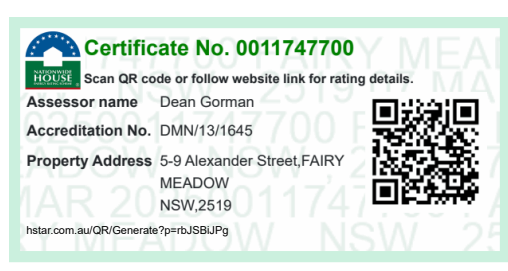 NATIONWIDE
HOUSE
Certificate No. 0011747700
Scan QR code or follow website link for rating details.
Assessor name Dean Gorman
Accreditation No. DMN/13/1645
Property Address 5-9 Alexander Street,FAIRY
MEADOW
NSW,2519
hstar.com.au/QR/Generate?p=rbJSBiJPg